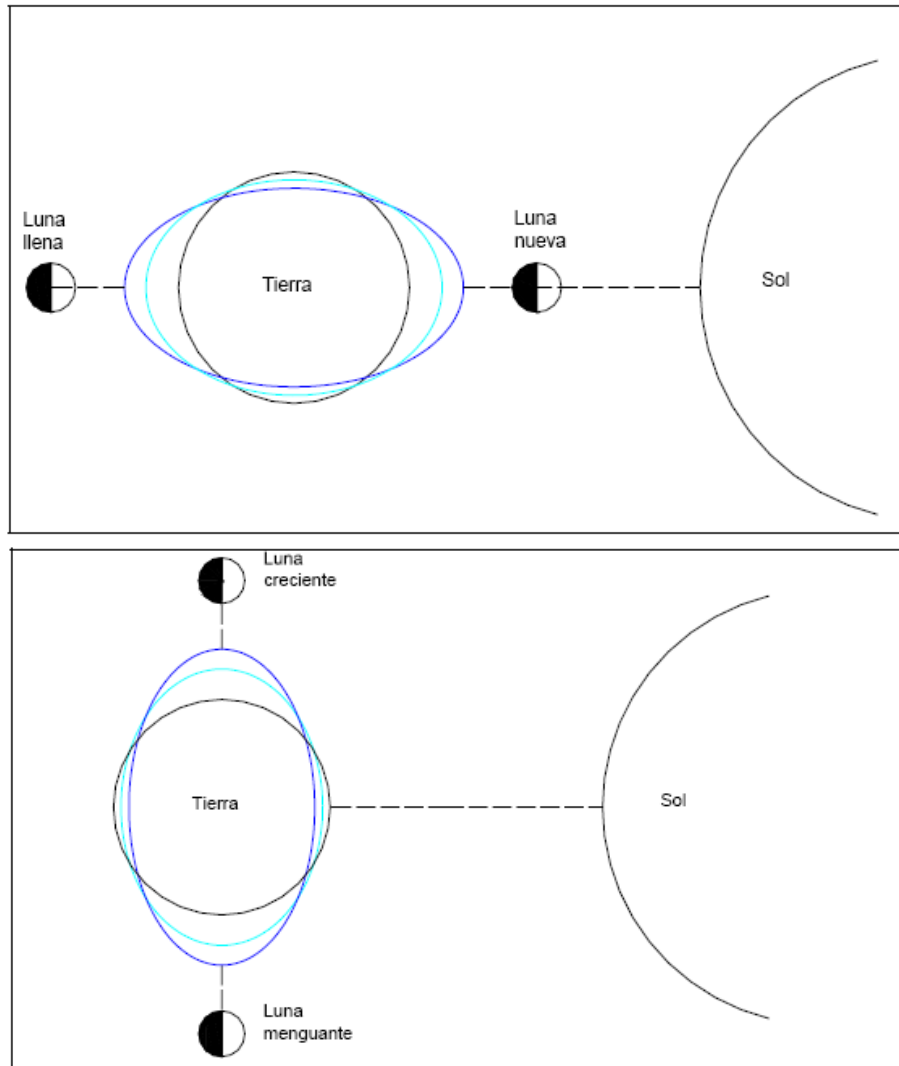 Luna
llena
Tierra
Luna
nueva
Sol
Luna
creciente
Tierra
Sol
Luna
menguante